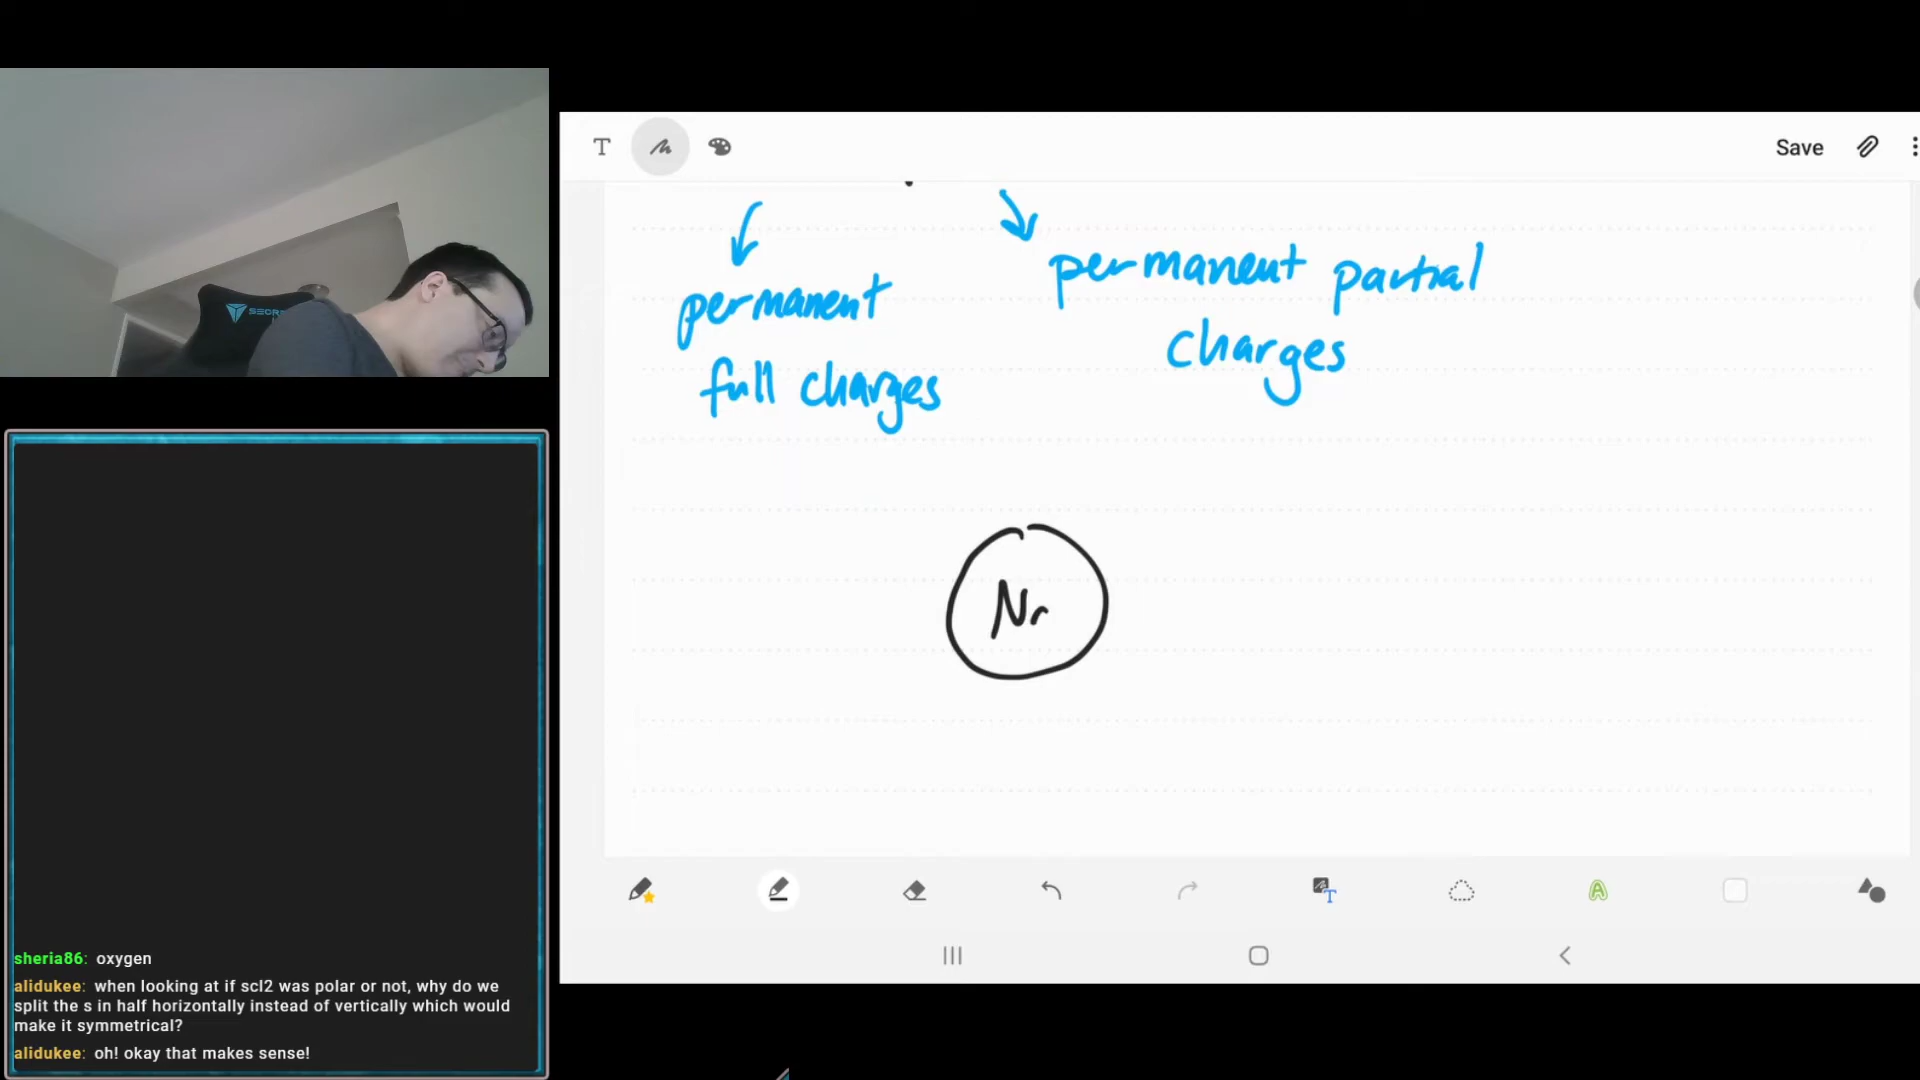 T
Save
permanent
full charges
permanent partial
charges
sheria86: oxygen
alidukee: when looking at if scl2 was polar or not, why do we
split the s in half horizontally instead of vertically which would
make it symmetrical?
alidukee: oh! okay that makes sense!